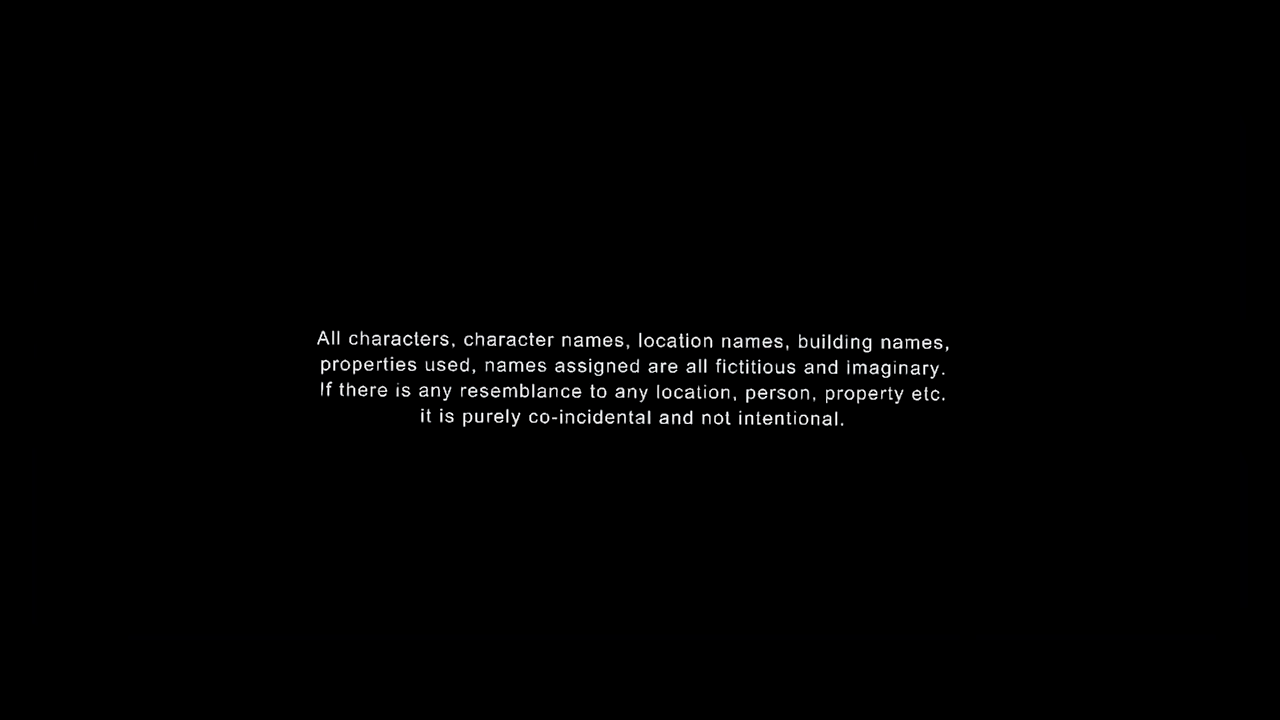 All characters, character names, location names, building names,
properties used, names assigned are all fictitious and imaginary.
If there is any resemblance to any location, person, property etc.
it is purely co-incidental and not intentional.